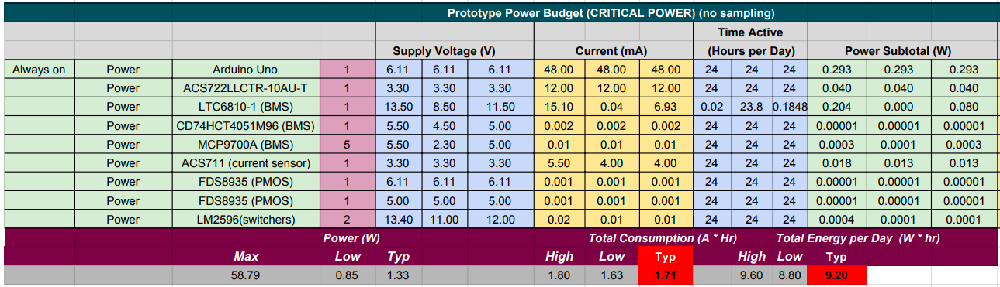 Prototype Power Budget (CRITICAL POWER) (no sampling)
Time Active
Supply Voltage (V) Current (mA) (Hours per Day) Power Subtotal (W)
Always on Power Arduino Uno 1 6.11 6.11 6.11 48.00 48.00 48.00 24 24 24 0.293 0.293 0.293
Power ACS722LLCTR-10AU-T 1 3.30 3.30 3.30 12.00 12.00 12.00 24 24 24 0.040 0.040 0.040
Power LTC6810-1 (BMS) 1 13.50 8.50 11.50 15.10 0.04 6.93 0.02 23.8 0.1848 0.204 0.000 0.080
Power CD74HCT4051M96 (BMS) 1 5.50 4.50 5.00 0.002 0.002 0.002 24 24 24 0.00001 0.00001 0.00001
Power MCP9700A (BMS) 5 5.50 2.30 5.00 0.01 0.01 0.01 24 24 24 0.0003 0.0001 0.0003
Power ACS711 (current sensor) 1 3.30 3.30 3.30 5.50 4.00 4.00 24 24 24 0.018 0.013 0.013
Power FDS8935 (PMOS) 1 6.11 6.11 6.11 0.001 0.001 0.001 24 24 24 0.00001 0.00001 0.00001
Power FDS8935 (PMOS) 1 5.00 5.00 5.00 0.001 0.001 0.001 24 24 24 0.00001 0.00001 0.00001
Power LM2596(switchers) 2 13.40 11.00 12.00 0.02 0.01 0.01 24 24 24 0.0004 0.0001 0.0001
Power (W) Total Consumption (A * Hr) Total Energy per Day (W * hr)
Max Low Typ High Low Typ High Low Typ
58.79 0.85 1.33 1.80 1.63 1.71 9.60 8.80 9.20